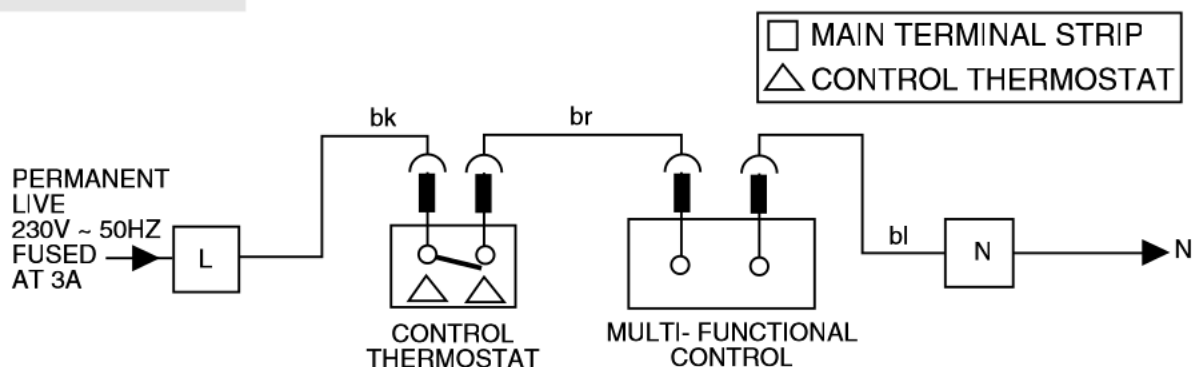 MAIN TERMINAL STRIP
CONTROL THERMOSTAT
bk
br
PERMANENT
LIVE
230V ~ 50HZ
FUSED
AT 3A
L
bl
N
N
CONTROL
THERMOSTAT
MULTI- FUNCTIONAL
CONTROL